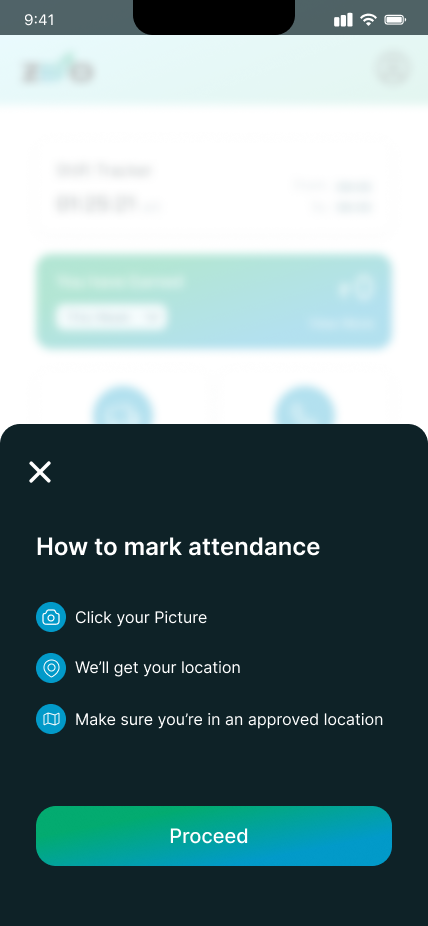 9:41
How to mark attendance
Click your Picture
We’ll get your location
Make sure you’re in an approved location
Proceed